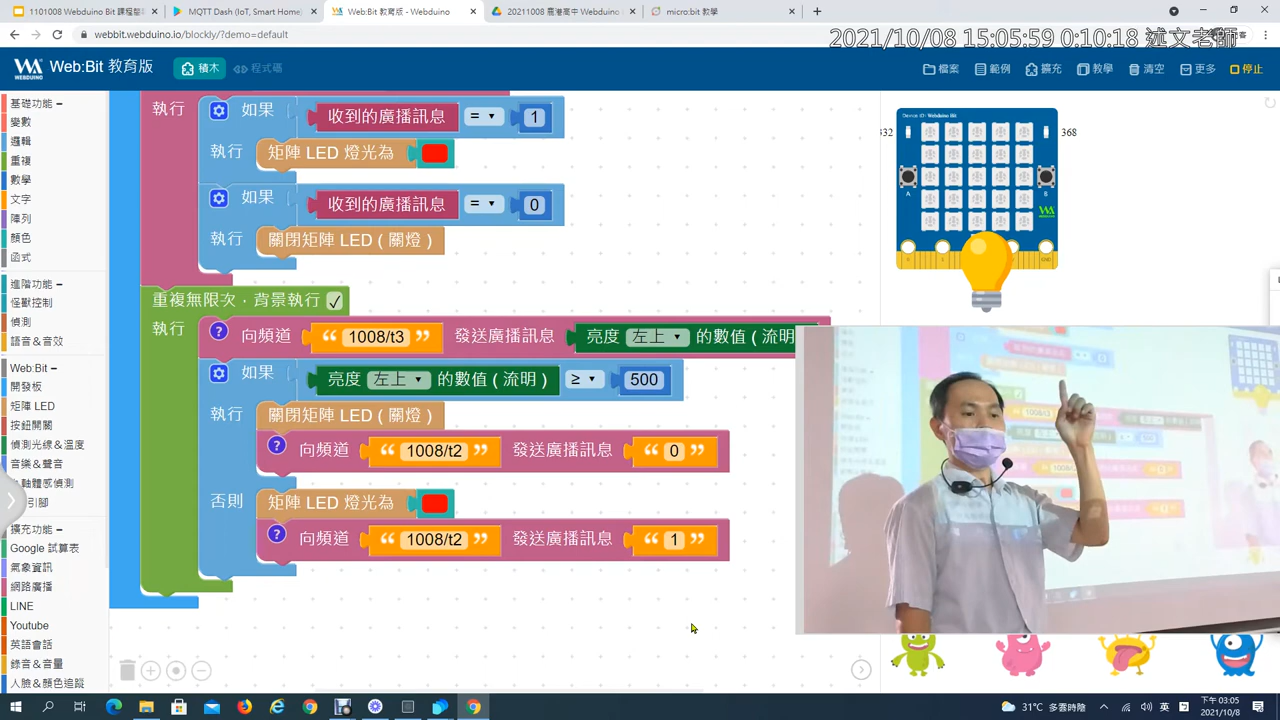 1101008 Web:Bit 課程
MQTT Dash (IoT, Smart Home)
Web:Bit 教育版 - Webduino
20211008 鹿港高中 Webduino
micro:bit 教學
webbit.webduino.io/blockly/?demo=default
2021/10/08 15:05:59 0:10:18 述文老師
WEBDUINO
Web:Bit 教育版
積木
程式碼
檔案
範例
擴充
教學
清空
更多
停止
基礎功能
變數
邏輯
重複
數學
文字
陣列
顏色
函式
進階功能
怪獸控制
偵測
語音＆音效
Web:Bit
開發板
矩陣 LED
按鈕開關
偵測光線＆溫度
音樂＆聲音
軸體感偵測
引腳
擴充功能
Google 試算表
氣象資訊
網路廣播
LINE
Youtube
英語會話
錄音＆音量
人臉＆顏色追蹤
執行
如果 收到的廣播訊息 = 1
執行 矩陣 LED 燈光為
如果 收到的廣播訊息 = 0
執行 關閉矩陣 LED ( 關燈 )
重複無限次，背景執行 ✓
執行 ? 向頻道 “ 1008/t3 ” 發送廣播訊息 亮度 左上 的數值 ( 流明
如果 亮度 左上 的數值 ( 流明 ) ≥ 500
執行 關閉矩陣 LED ( 關燈 )
? 向頻道 “ 1008/t2 ” 發送廣播訊息 “ 0 ”
否則 矩陣 LED 燈光為
? 向頻道 “ 1008/t2 ” 發送廣播訊息 “ 1 ”
332
368
A
B
31°C 多雲時陰
英
下午 03:05
2021/10/8